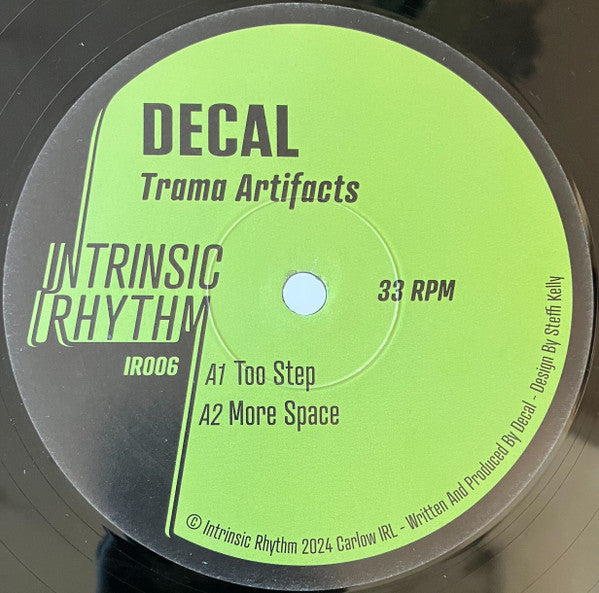 DECAL
Trama Artifacts
INTRINSIC
RHYTHM
IR006
33 RPM
A1 Too Step
A2 More Space
© Intrinsic Rhythm 2024 Carlow IRL - Written And Produced By Decal - Design By Steffi Kelly